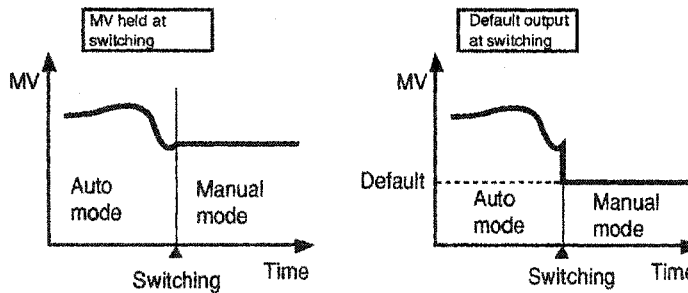 MV held at
switching
MV
Auto
mode
Manual
mode
Switching
Time
Default output
at switching
MV
Default
Auto
mode
Manual
mode
Switching
Time